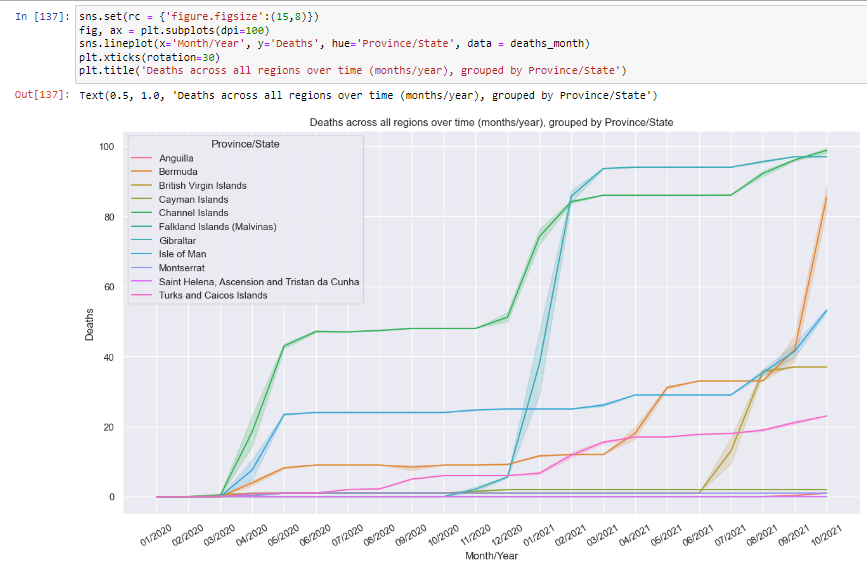 In [137]: sns.set(rc = {'figure.figsize':(15,8)})
fig, ax = plt.subplots(dpi=100)
sns.lineplot(x='Month/Year', y='Deaths', hue='Province/State', data = deaths_month)
plt.xticks(rotation=30)
plt.title('Deaths across all regions over time (months/year), grouped by Province/State')
Out[137]: Text(0.5, 1.0, 'Deaths across all regions over time (months/year), grouped by Province/State')
Deaths across all regions over time (months/year), grouped by Province/State
Province/State
Anguilla
Bermuda
British Virgin Islands
Cayman Islands
Channel Islands
Falkland Islands (Malvinas)
Gibraltar
Isle of Man
Montserrat
Saint Helena, Ascension and Tristan da Cunha
Turks and Caicos Islands
100
80
60
40
20
0
Deaths
01/2020 02/2020 03/2020 04/2020 05/2020 06/2020 07/2020 08/2020 09/2020 10/2020 11/2020 12/2020 01/2021 02/2021 03/2021 04/2021 05/2021 06/2021 07/2021 08/2021 09/2021 10/2021
Month/Year